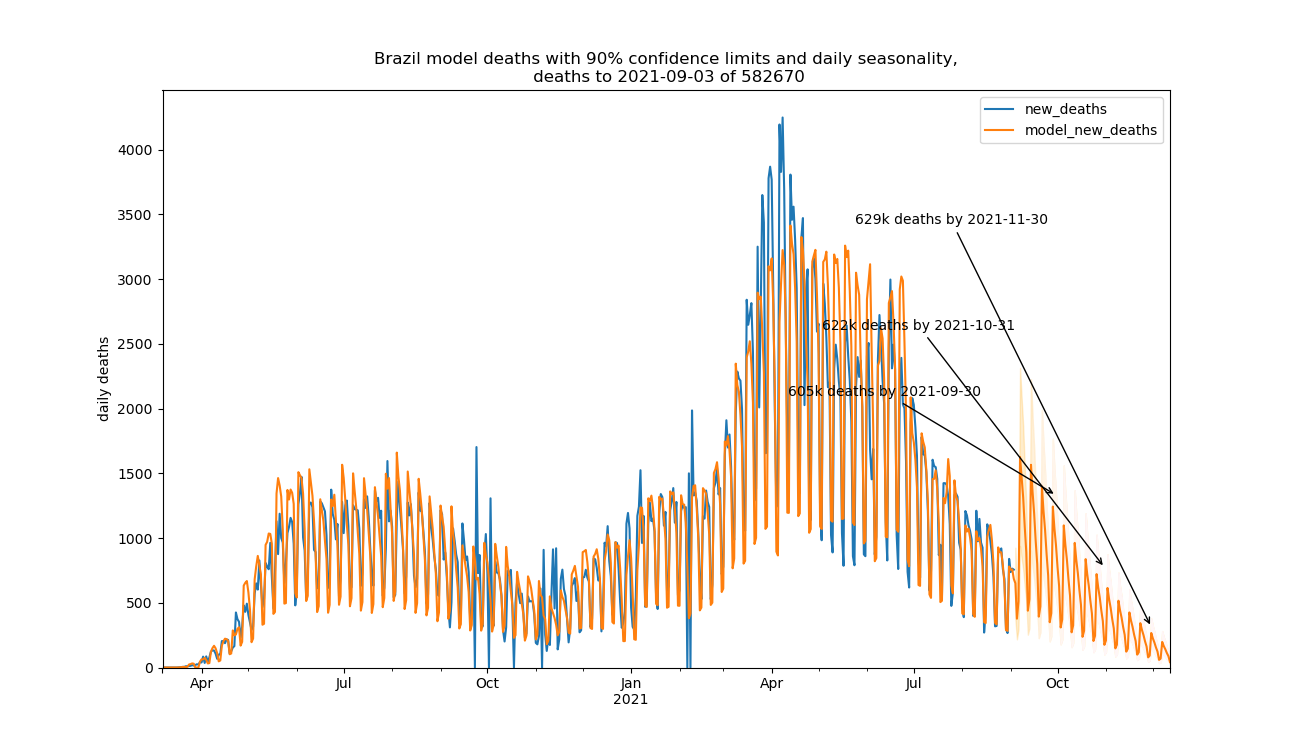 Brazil model deaths with 90% confidence limits and daily seasonality,
deaths to 2021-09-03 of 582670
new_deaths
model_new_deaths
4000
3500
3000
2500
2000
1500
1000
500
0
daily deaths
629k deaths by 2021-11-30
622k deaths by 2021-10-31
605k deaths by 2021-09-30
Apr
Jul
Oct
Jan
2021
Apr
Jul
Oct